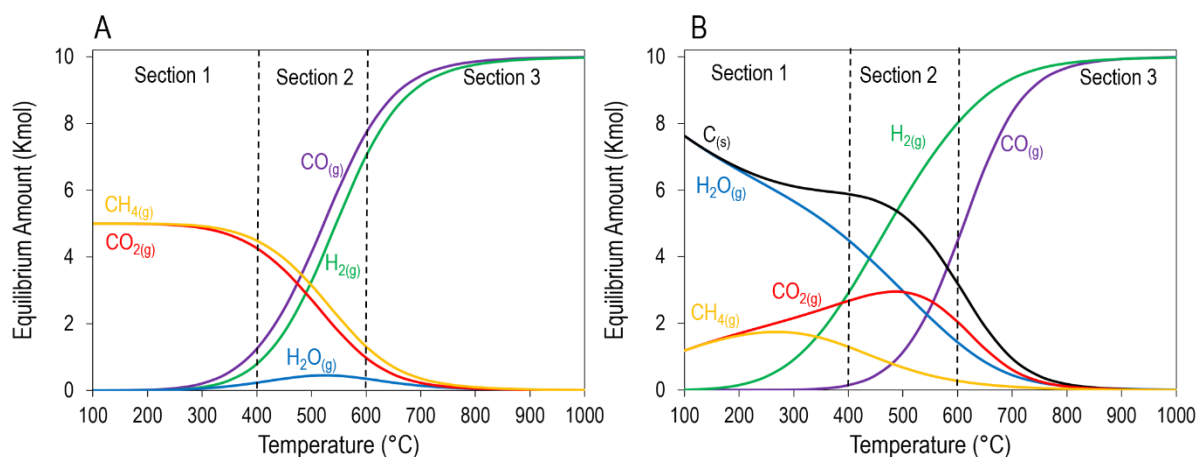 A
Equilibrium Amount (Kmol)
10
8
6
4
2
0
Section 1
Section 2
Section 3
CO(g)
H2(g)
CH4(g)
CO2(g)
H2O(g)
100 200 300 400 500 600 700 800 900 1000
Temperature (°C)
B
Equilibrium Amount (Kmol)
10
8
6
4
2
0
Section 1
Section 2
Section 3
C(s)
H2O(g)
H2(g)
CO(g)
CO2(g)
CH4(g)
100 200 300 400 500 600 700 800 900 1000
Temperature (°C)